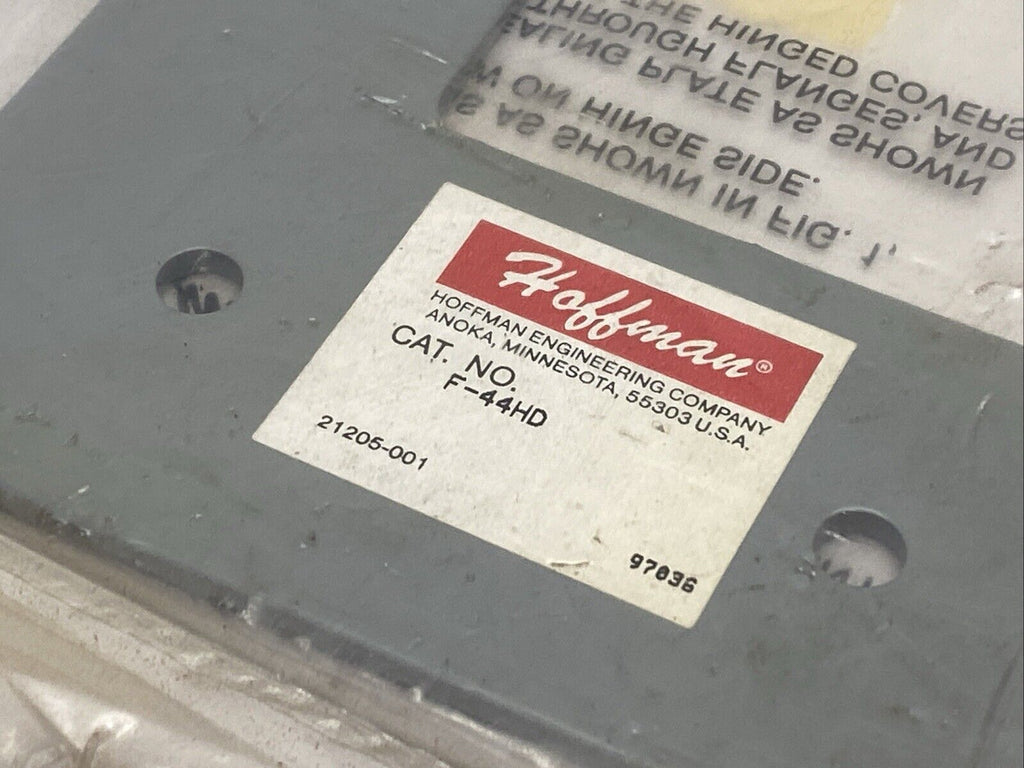 THE HINGED COVERS
THROUGH FLANGES, AND
PLATE AS SHOWN
ON HINGE SIDE.
AS SHOWN IN FIG. 1,
Hoffman®
HOFFMAN ENGINEERING COMPANY
ANOKA, MINNESOTA, 55303 U.S.A.
CAT. NO.
F-44HD
21205-001
97036